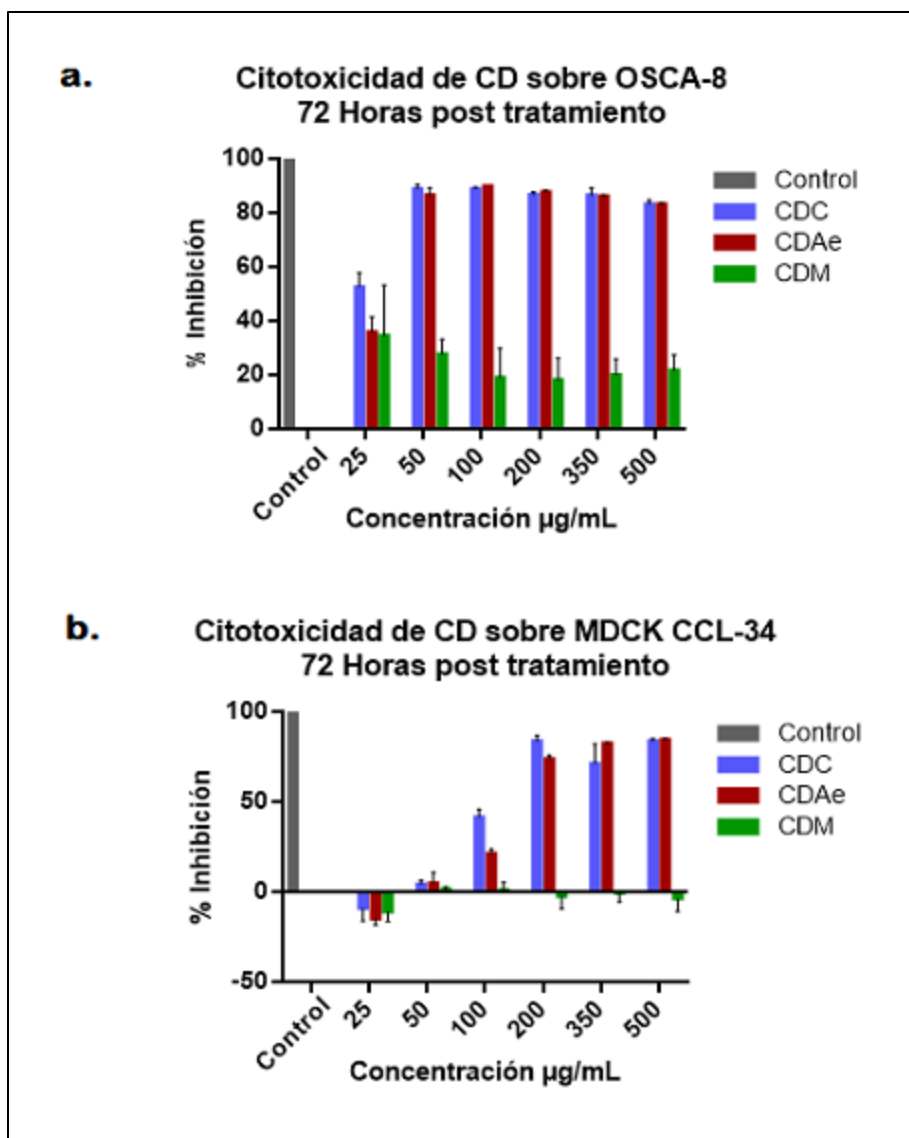 a.
Citotoxicidad de CD sobre OSCA-8
72 Horas post tratamiento
% Inhibición
100
80
60
40
20
0
Control
25
50
100
200
350
500
Concentración µg/mL
Control
CDC
CDAe
CDM
b.
Citotoxicidad de CD sobre MDCK CCL-34
72 Horas post tratamiento
% Inhibición
100
50
0
-50
Control
25
50
100
200
350
500
Concentración µg/mL
Control
CDC
CDAe
CDM